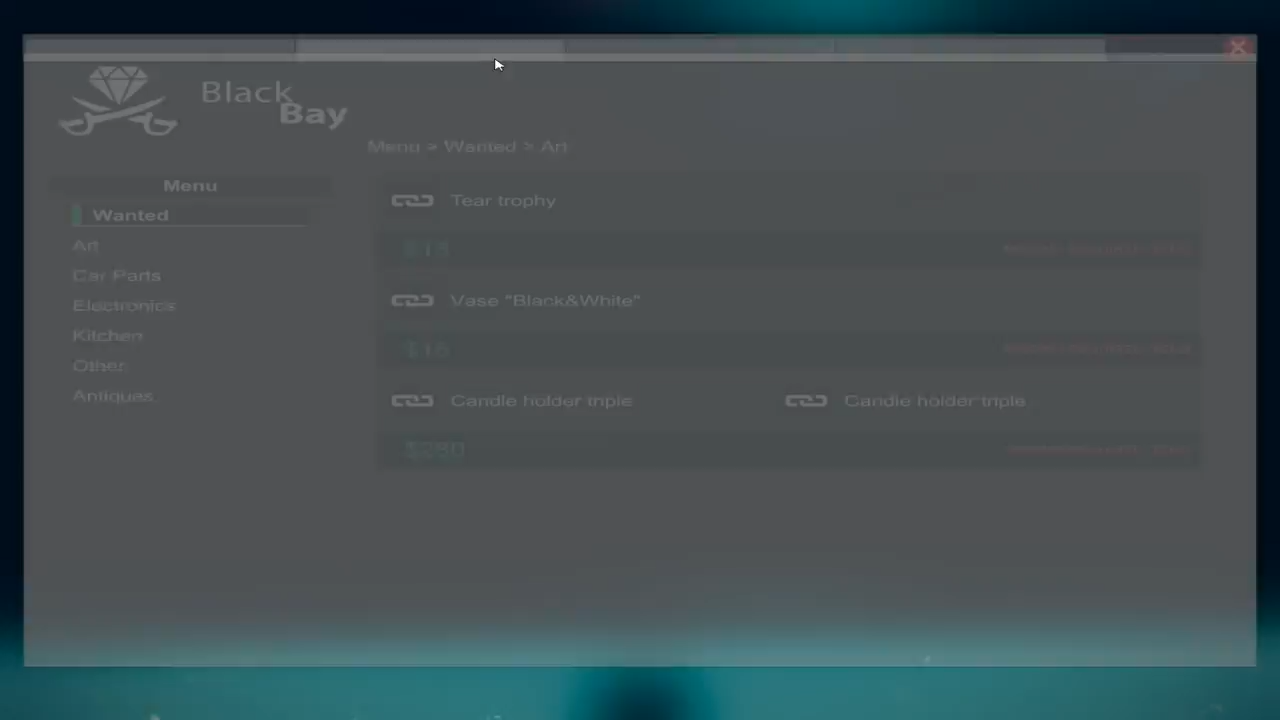 Black
Bay
Menu > Wanted > Art
Menu
Wanted
Art
Car Parts
Electronics
Kitchen
Other
Antiques
Tear trophy
Vase "Black&White"
Candle holder triple
Candle holder triple